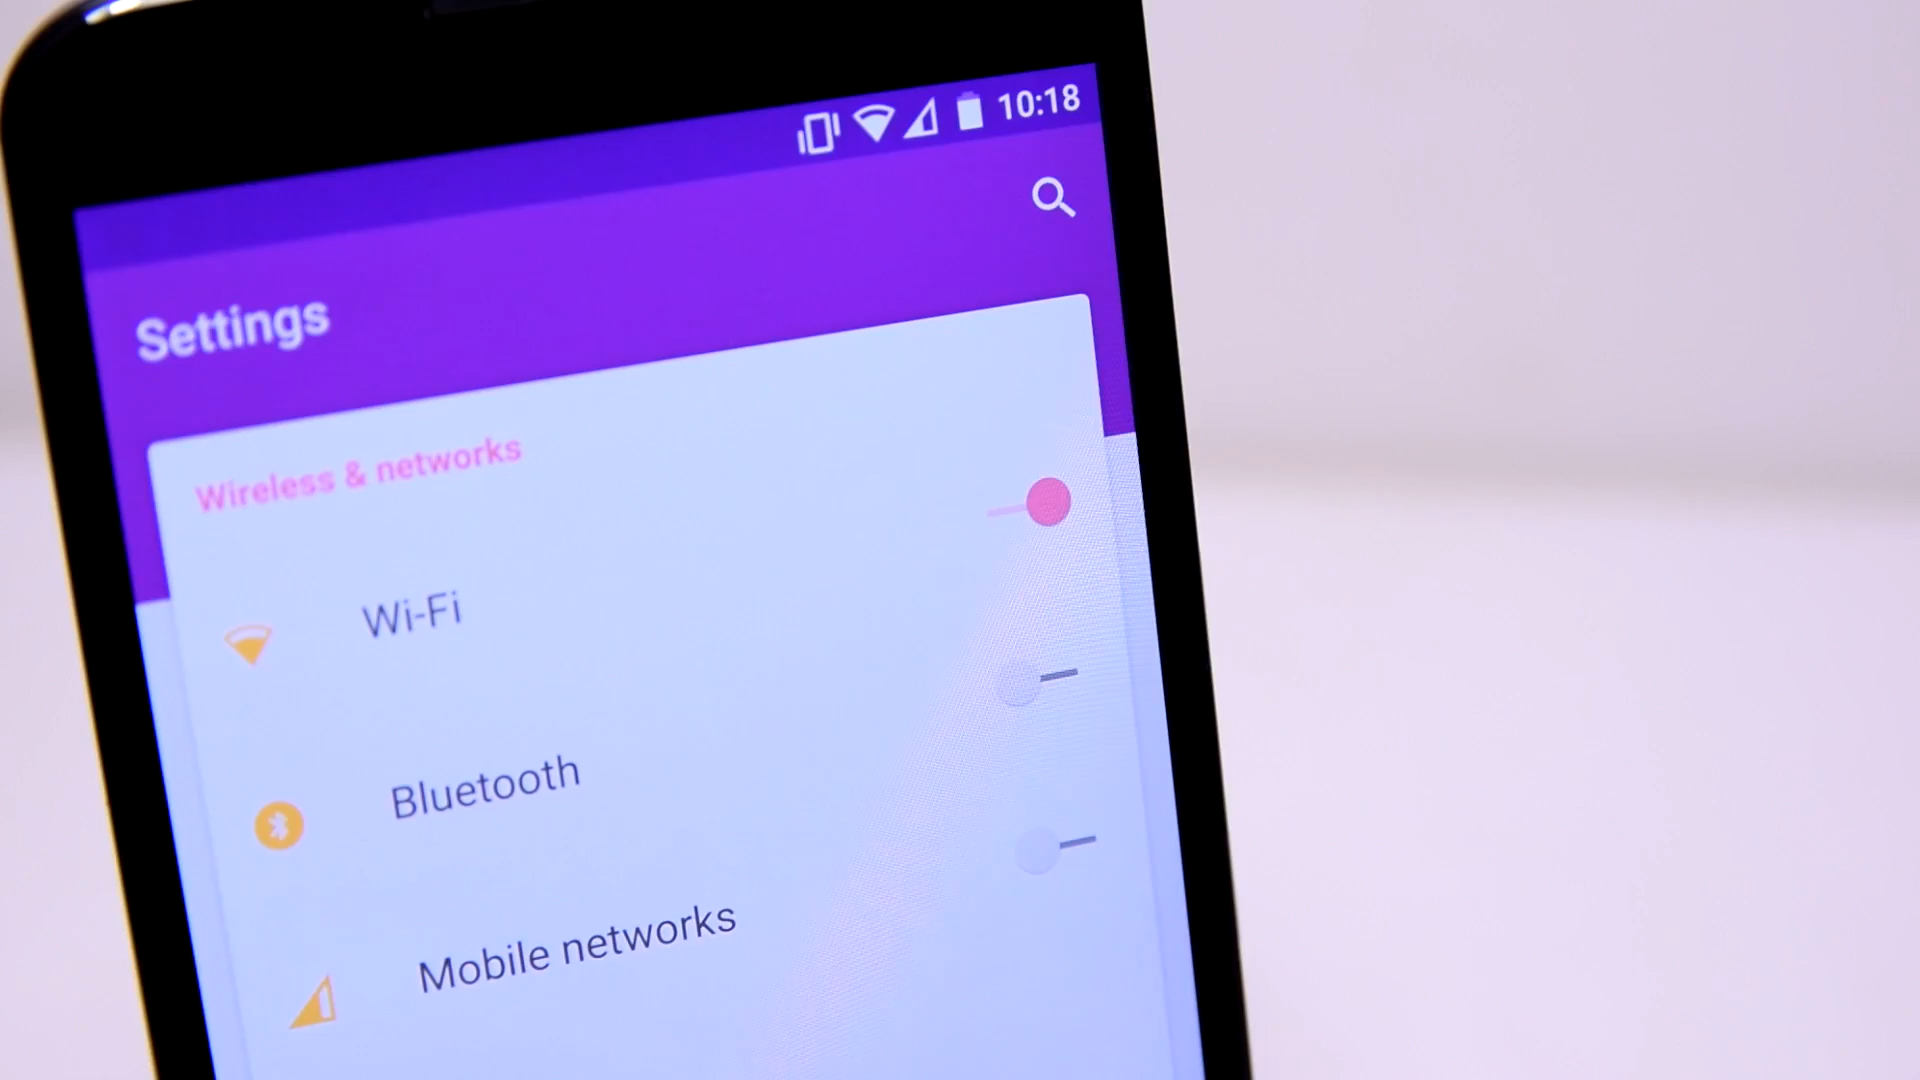 10:18
Settings
Wireless & networks
Wi-Fi
Bluetooth
Mobile networks